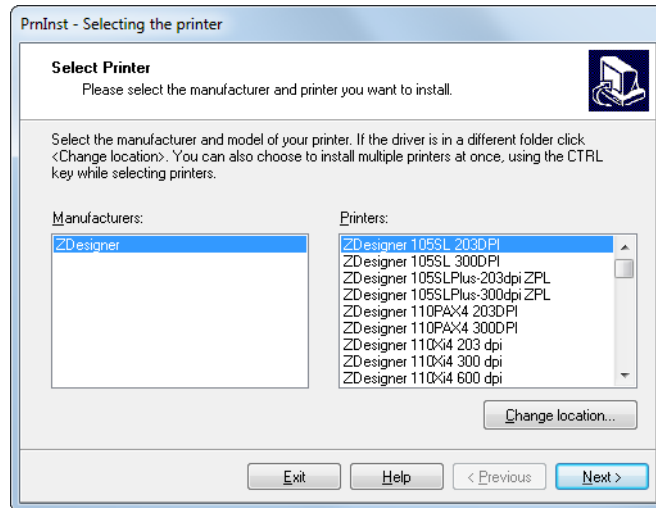 PrnInst - Selecting the printer
Select Printer
Please select the manufacturer and printer you want to install.
Select the manufacturer and model of your printer. If the driver is in a different folder click
<Change location>. You can also choose to install multiple printers at once, using the CTRL
key while selecting printers.
Manufacturers:
ZDesigner
Printers:
ZDesigner 105SL 203DPI
ZDesigner 105SL 300DPI
ZDesigner 105SLPlus-203dpi ZPL
ZDesigner 105SLPlus-300dpi ZPL
ZDesigner 110PAX4 203DPI
ZDesigner 110PAX4 300DPI
ZDesigner 110Xi4 203 dpi
ZDesigner 110Xi4 300 dpi
ZDesigner 110Xi4 600 dpi
Change location...
Exit
Help
< Previous
Next >